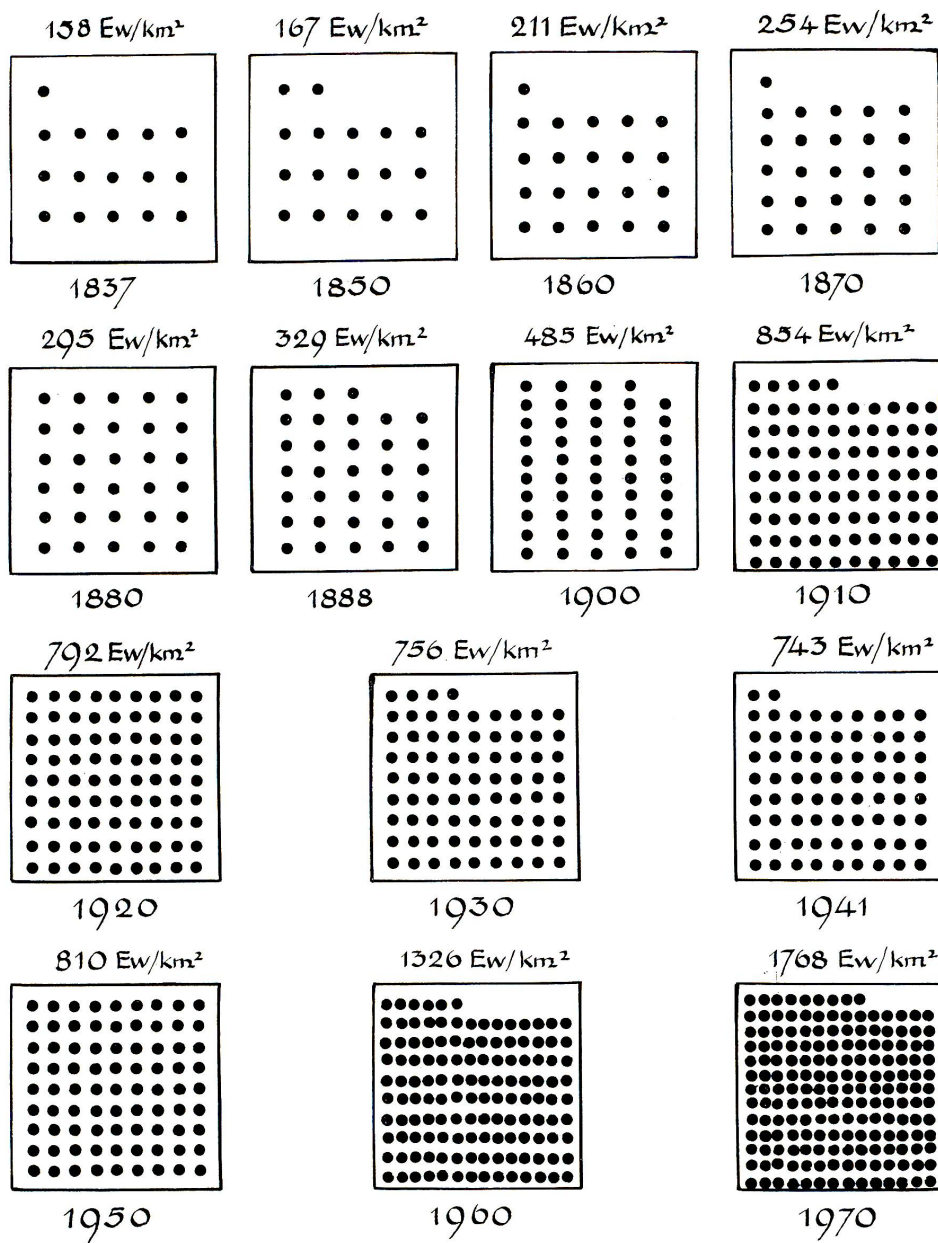 158 Ew/km² 167 Ew/km² 211 Ew/km² 254 Ew/km²
1837 1850 1860 1870
295 Ew/km² 329 Ew/km² 485 Ew/km² 854 Ew/km²
1880 1888 1900 1910
792 Ew/km² 756 Ew/km² 743 Ew/km²
1920 1930 1941
810 Ew/km² 1326 Ew/km² 1768 Ew/km²
1950 1960 1970